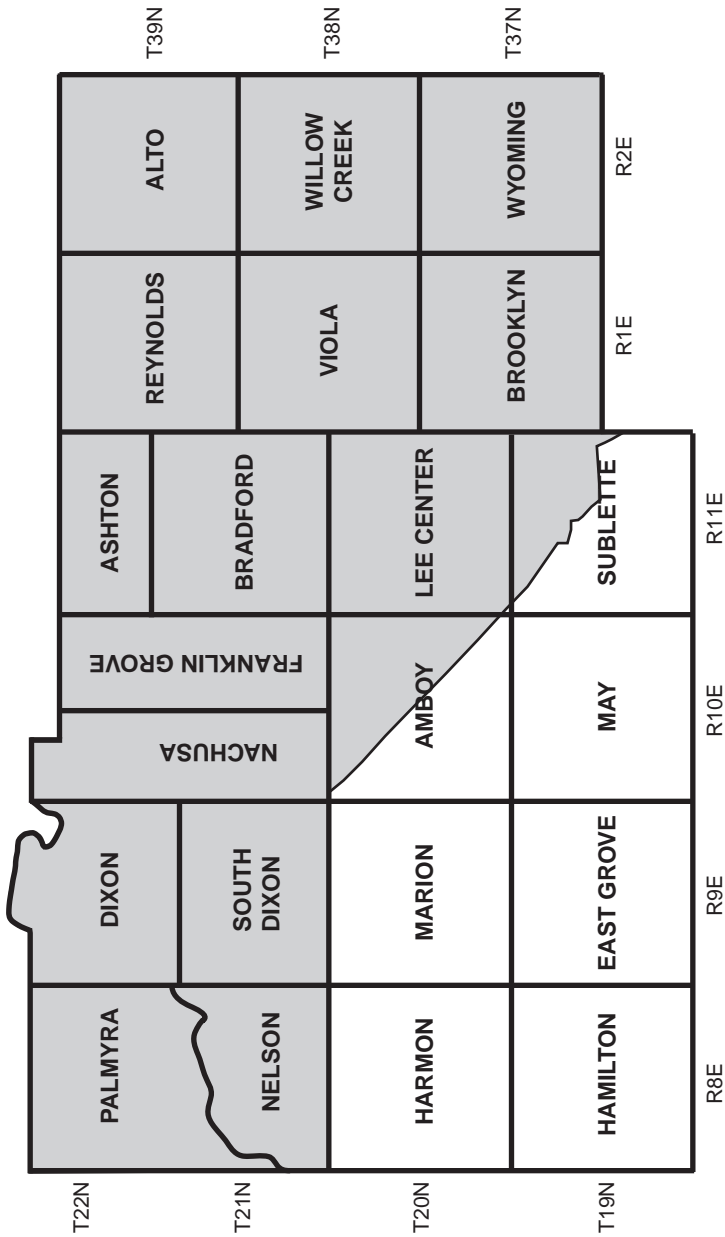 T22N
PALMYRA
DIXON
NACHUSA
FRANKLIN GROVE
ASHTON
REYNOLDS
ALTO
T39N
T21N
NELSON
SOUTH
DIXON
BRADFORD
VIOLA
WILLOW
CREEK
T38N
T20N
HARMON
MARION
AMBOY
LEE CENTER
BROOKLYN
WYOMING
T37N
T19N
HAMILTON
EAST GROVE
MAY
SUBLETTE
R8E
R9E
R10E
R11E
R1E
R2E